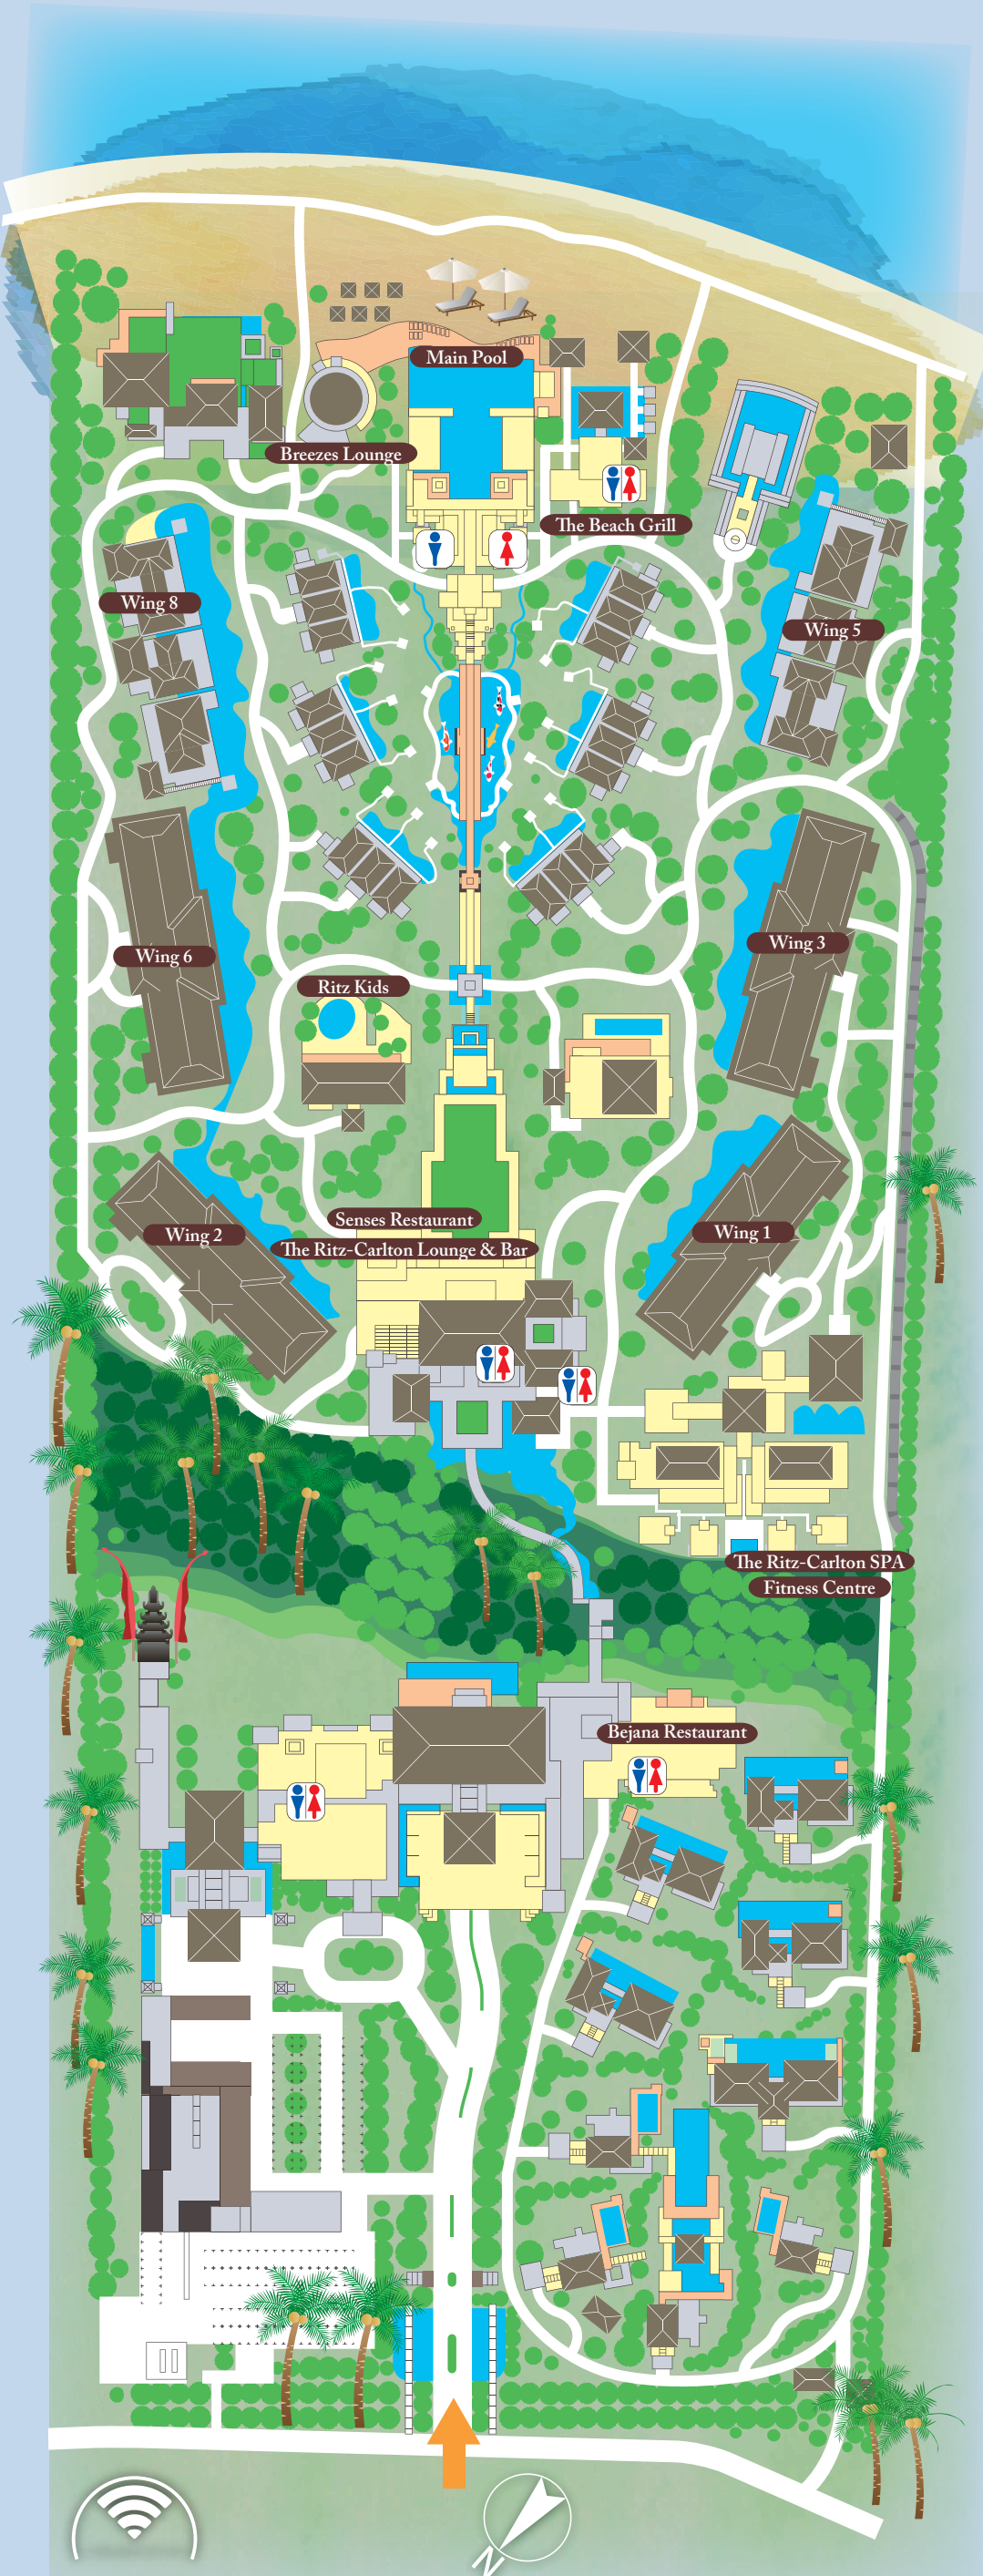 Main Pool
Breezes Lounge
The Beach Grill
Wing 8
Wing 5
Wing 6
Wing 3
Ritz Kids
Senses Restaurant
Wing 2
Wing 1
The Ritz-Carlton Lounge & Bar
The Ritz-Carlton SPA
Fitness Centre
Bejana Restaurant
N